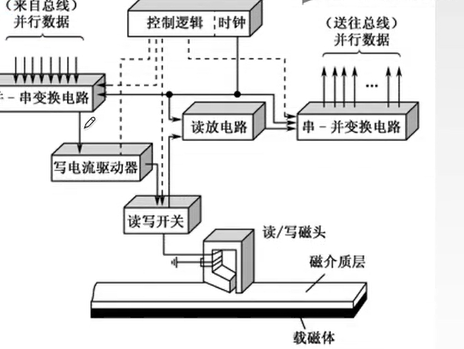 （来自总线）
并行数据
控制逻辑
时钟
（送往总线）
并行数据
…
－串变换电路
读放电路
串－并变换电路
写电流驱动器
读写开关
读/写磁头
磁介质层
载磁体